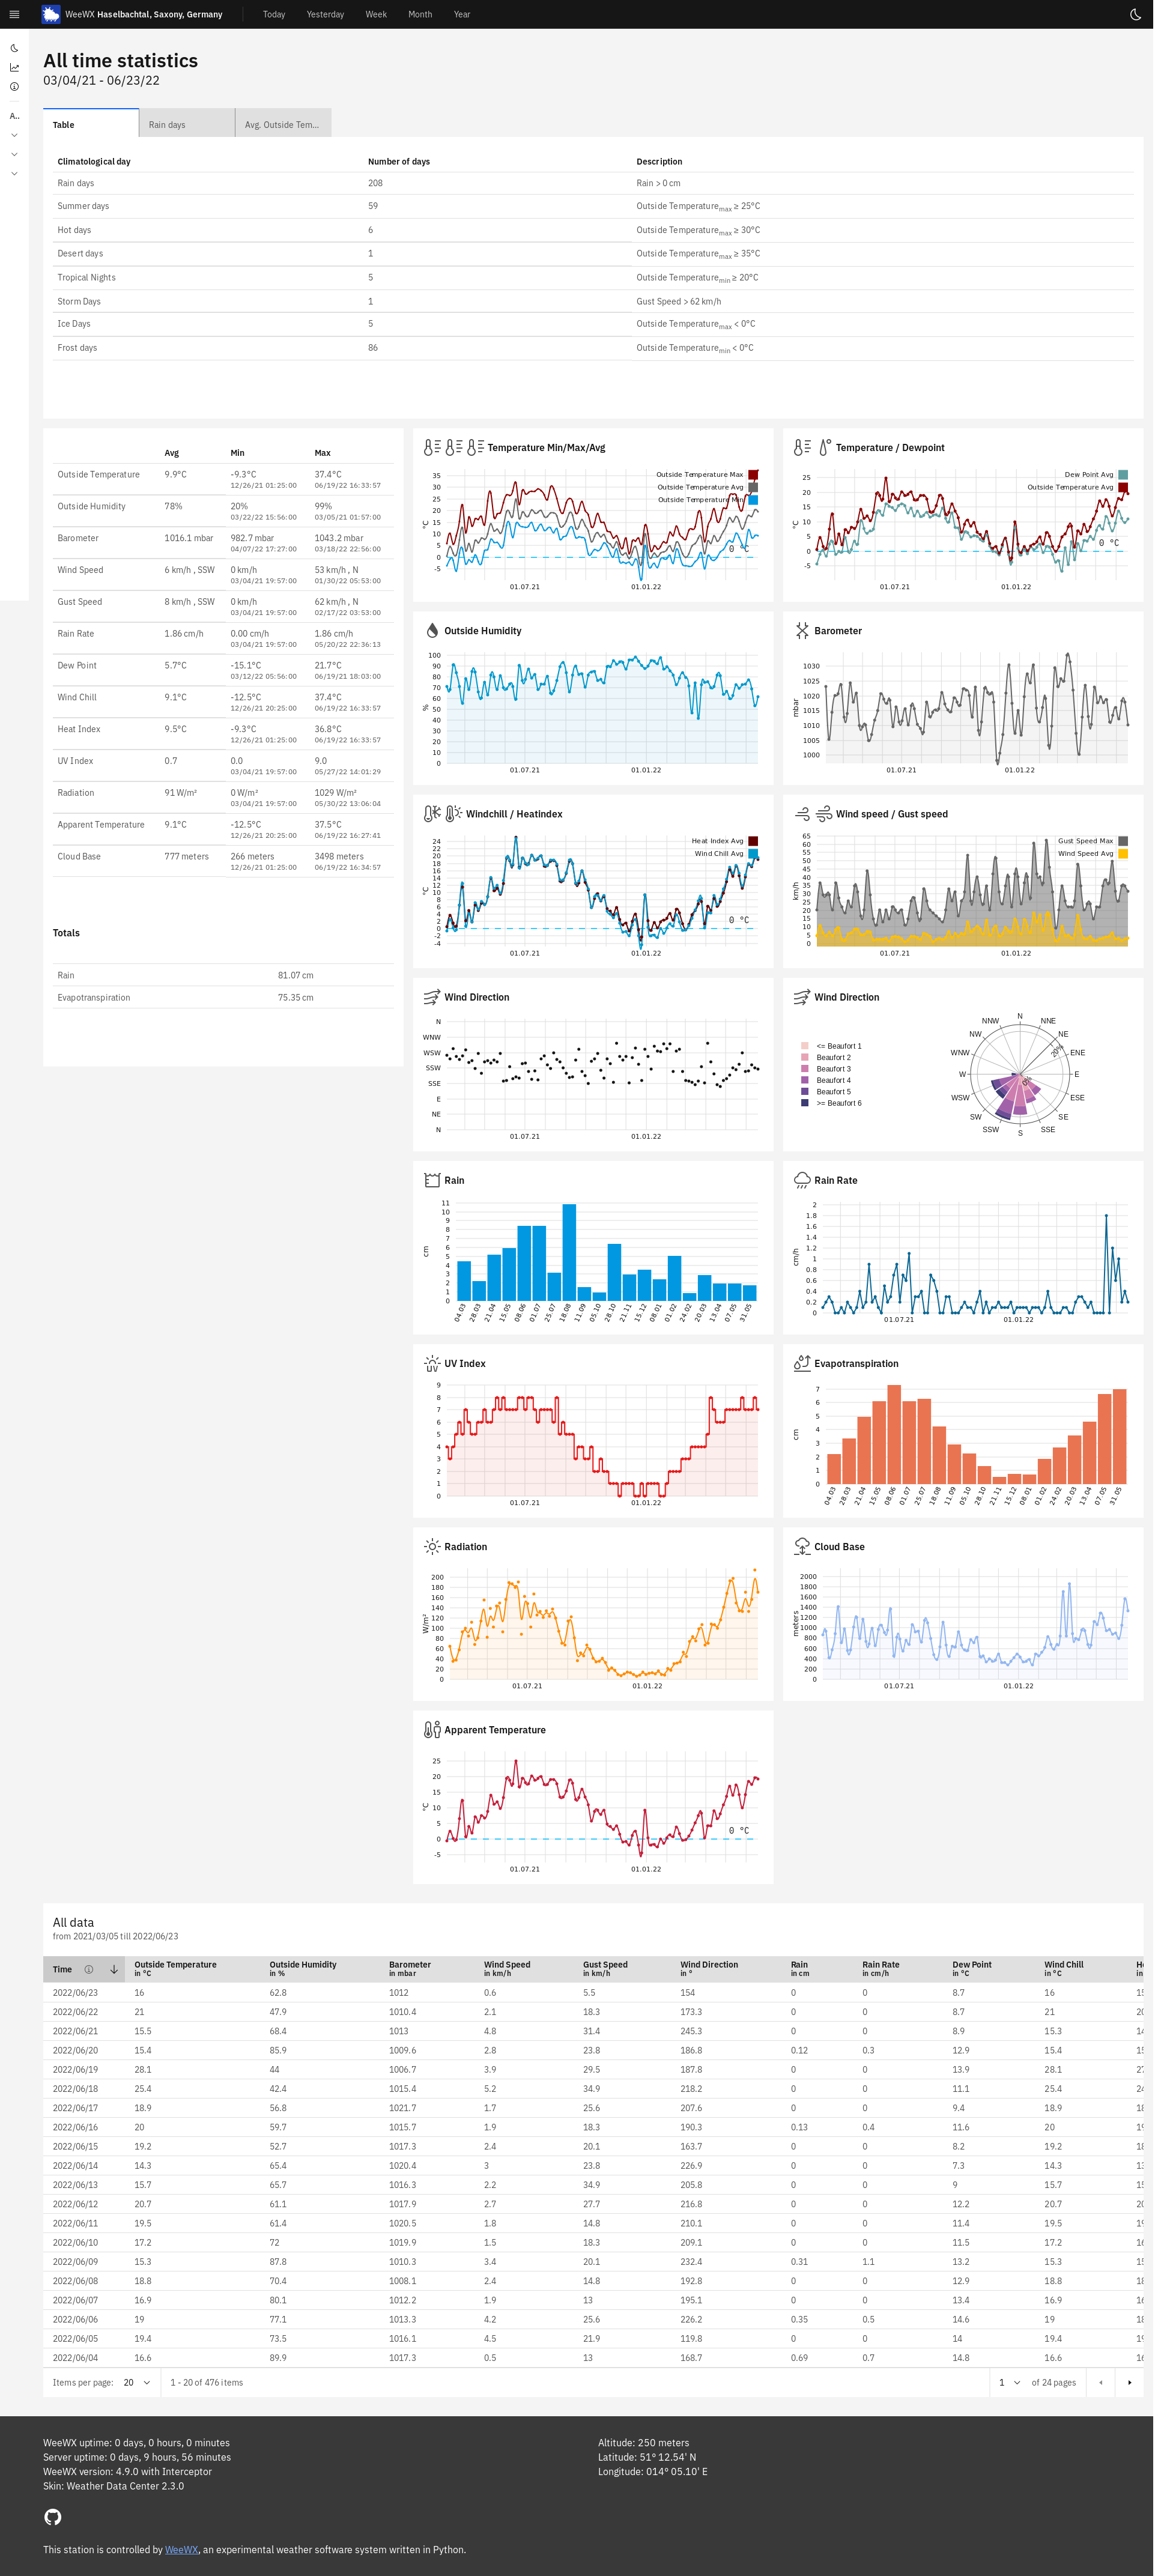 WeeWX Haselbachtal, Saxony, Germany Today Yesterday Week Month Year
A..
All time statistics
03/04/21 - 06/23/22
Table Rain days Avg. Outside Tem...
Climatological day Number of days Description
Rain days 208 Rain > 0 cm
Summer days 59 Outside Temperaturemax ≥ 25°C
Hot days 6 Outside Temperaturemax ≥ 30°C
Desert days 1 Outside Temperaturemax ≥ 35°C
Tropical Nights 5 Outside Temperaturemin ≥ 20°C
Storm Days 1 Gust Speed > 62 km/h
Ice Days 5 Outside Temperaturemax < 0°C
Frost days 86 Outside Temperaturemin < 0°C
Avg Min Max
Outside Temperature 9.9°C -9.3°C 37.4°C
12/26/21 01:25:00 06/19/22 16:33:57
Outside Humidity 78% 20% 99%
03/22/22 15:56:00 03/05/21 01:57:00
Barometer 1016.1 mbar 982.7 mbar 1043.2 mbar
04/07/22 17:27:00 03/18/22 22:56:00
Wind Speed 6 km/h , SSW 0 km/h 53 km/h , N
03/04/21 19:57:00 01/30/22 05:53:00
Gust Speed 8 km/h , SSW 0 km/h 62 km/h , N
03/04/21 19:57:00 02/17/22 03:53:00
Rain Rate 1.86 cm/h 0.00 cm/h 1.86 cm/h
03/04/21 19:57:00 05/20/22 22:36:13
Dew Point 5.7°C -15.1°C 21.7°C
03/12/22 05:56:00 06/19/21 18:03:00
Wind Chill 9.1°C -12.5°C 37.4°C
12/26/21 20:25:00 06/19/22 16:33:57
Heat Index 9.5°C -9.3°C 36.8°C
12/26/21 01:25:00 06/19/22 16:33:57
UV Index 0.7 0.0 9.0
03/04/21 19:57:00 05/27/22 14:01:29
Radiation 91 W/m² 0 W/m² 1029 W/m²
03/04/21 19:57:00 05/30/22 13:06:04
Apparent Temperature 9.1°C -12.5°C 37.5°C
12/26/21 20:25:00 06/19/22 16:27:41
Cloud Base 777 meters 266 meters 3498 meters
12/26/21 01:25:00 06/19/22 16:34:57
Totals
Rain 81.07 cm
Evapotranspiration 75.35 cm
Temperature Min/Max/Avg
Outside Temperature Max
Outside Temperature Avg
Outside Temperature Min
°C
35
30
25
20
15
10
5
0
-5
0 °C
01.07.21 01.01.22
Temperature / Dewpoint
Dew Point Avg
Outside Temperature Avg
°C
25
20
15
10
5
0
-5
0 °C
01.07.21 01.01.22
Outside Humidity
%
100
90
80
70
60
50
40
30
20
10
0
01.07.21 01.01.22
Barometer
mbar
1030
1025
1020
1015
1010
1005
1000
01.07.21 01.01.22
Windchill / Heatindex
Heat Index Avg
Wind Chill Avg
°C
24
22
20
18
16
14
12
10
8
6
4
2
0
-2
-4
0 °C
01.07.21 01.01.22
Wind speed / Gust speed
Gust Speed Max
Wind Speed Avg
km/h
65
60
55
50
45
40
35
30
25
20
15
10
5
0
01.07.21 01.01.22
Wind Direction
N
WNW
WSW
SSW
SSE
E
NE
N
01.07.21 01.01.22
Wind Direction
<= Beaufort 1
Beaufort 2
Beaufort 3
Beaufort 4
Beaufort 5
>= Beaufort 6
N
NNW NNE
NW NE
WNW ENE
W E
WSW ESE
SW SE
SSW SSE
S
20%
0%
Rain
cm
11
10
9
8
7
6
5
4
3
2
1
0
04.03 28.03 21.04 15.05 08.06 01.07 25.07 18.08 11.09 05.10 28.10 21.11 15.12 08.01 01.02 24.02 20.03 13.04 07.05 31.05
Rain Rate
cm/h
2
1.8
1.6
1.4
1.2
1
0.8
0.6
0.4
0.2
0
01.07.21 01.01.22
UV Index
9
8
7
6
5
4
3
2
1
0
01.07.21 01.01.22
Evapotranspiration
cm
7
6
5
4
3
2
1
0
04.03 28.03 21.04 15.05 08.06 01.07 25.07 18.08 11.09 05.10 28.10 21.11 15.12 08.01 01.02 24.02 20.03 13.04 07.05 31.05
Radiation
W/m²
200
180
160
140
120
100
80
60
40
20
0
01.07.21 01.01.22
Cloud Base
meters
2000
1800
1600
1400
1200
1000
800
600
400
200
0
01.07.21 01.01.22
Apparent Temperature
°C
25
20
15
10
5
0
-5
0 °C
01.07.21 01.01.22
All data
from 2021/03/05 till 2022/06/23
Time Outside Temperature Outside Humidity Barometer Wind Speed Gust Speed Wind Direction Rain Rain Rate Dew Point Wind Chill
in °C in % in mbar in km/h in km/h in ° in cm in cm/h in °C in °C
2022/06/23 16 62.8 1012 0.6 5.5 154 0 0 8.7 16
2022/06/22 21 47.9 1010.4 2.1 18.3 173.3 0 0 8.7 21
2022/06/21 15.5 68.4 1013 4.8 31.4 245.3 0 0 8.9 15.3
2022/06/20 15.4 85.9 1009.6 2.8 23.8 186.8 0.12 0.3 12.9 15.4
2022/06/19 28.1 44 1006.7 3.9 29.5 187.8 0 0 13.9 28.1
2022/06/18 25.4 42.4 1015.4 5.2 34.9 218.2 0 0 11.1 25.4
2022/06/17 18.9 56.8 1021.7 1.7 25.6 207.6 0 0 9.4 18.9
2022/06/16 20 59.7 1015.7 1.9 18.3 190.3 0.13 0.4 11.6 20
2022/06/15 19.2 52.7 1017.3 2.4 20.1 163.7 0 0 8.2 19.2
2022/06/14 14.3 65.4 1020.4 3 23.8 226.9 0 0 7.3 14.3
2022/06/13 15.7 65.7 1016.3 2.2 34.9 205.8 0 0 9 15.7
2022/06/12 20.7 61.1 1017.9 2.7 27.7 216.8 0 0 12.2 20.7
2022/06/11 19.5 61.4 1020.5 1.8 14.8 210.1 0 0 11.4 19.5
2022/06/10 17.2 72 1019.9 1.5 18.3 209.1 0 0 11.5 17.2
2022/06/09 15.3 87.8 1010.3 3.4 20.1 232.4 0.31 1.1 13.2 15.3
2022/06/08 18.8 70.4 1008.1 2.4 14.8 192.8 0 0 12.9 18.8
2022/06/07 16.9 80.1 1012.2 1.9 13 195.1 0 0 13.4 16.9
2022/06/06 19 77.1 1013.3 4.2 25.6 226.2 0.35 0.5 14.6 19
2022/06/05 19.4 73.5 1016.1 4.5 21.9 119.8 0 0 14 19.4
2022/06/04 16.6 89.9 1017.3 0.5 13 168.7 0.69 0.7 14.8 16.6
Items per page: 20 1 - 20 of 476 items 1 of 24 pages
WeeWX uptime: 0 days, 0 hours, 0 minutes
Server uptime: 0 days, 9 hours, 56 minutes
WeeWX version: 4.9.0 with Interceptor
Skin: Weather Data Center 2.3.0
Altitude: 250 meters
Latitude: 51° 12.54' N
Longitude: 014° 05.10' E
This station is controlled by WeeWX, an experimental weather software system written in Python.